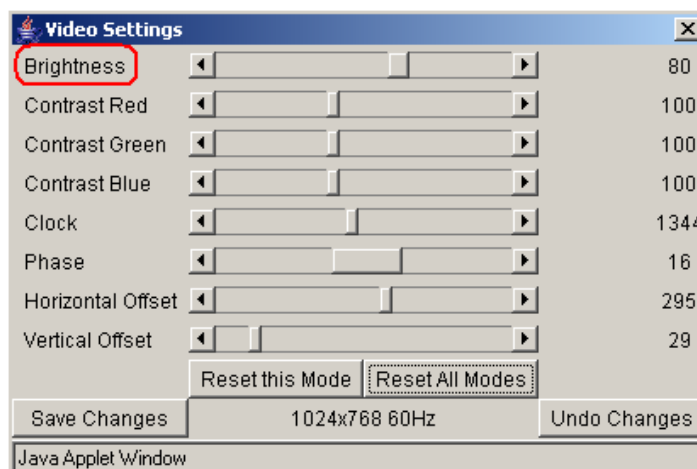 Video Settings
Brightness 80
Contrast Red 100
Contrast Green 100
Contrast Blue 100
Clock 1344
Phase 16
Horizontal Offset 295
Vertical Offset 29
Reset this Mode Reset All Modes
Save Changes 1024x768 60Hz Undo Changes
Java Applet Window